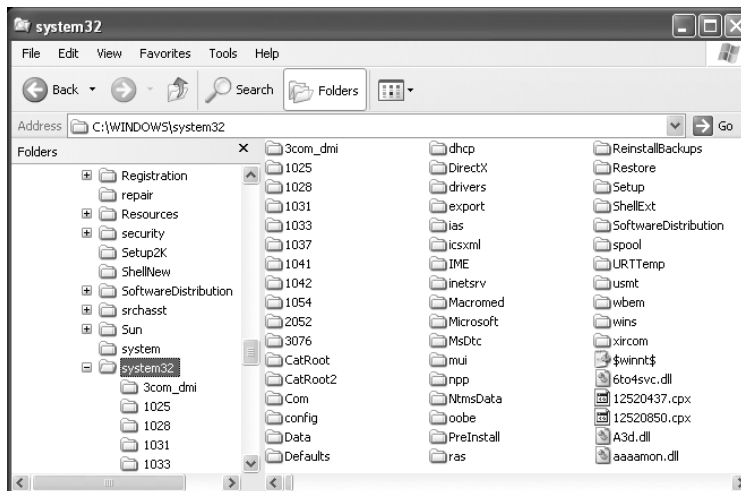 system32
File Edit View Favorites Tools Help
Back Search Folders
Address C:\WINDOWS\system32 Go
Folders
Registration
repair
Resources
security
Setup2K
ShellNew
SoftwareDistribution
srchasst
Sun
system
system32
3com_dmi
1025
1028
1031
1033
3com_dmi
1025
1028
1031
1033
1037
1041
1042
1054
2052
3076
CatRoot
CatRoot2
Com
config
Data
Defaults
dhcp
DirectX
drivers
export
ias
icsxml
IME
inetsrv
Macromed
Microsoft
MsDtc
mui
npp
NtmsData
oobe
PreInstall
ras
ReinstallBackups
Restore
Setup
ShellExt
SoftwareDistribution
spool
URTTemp
usmt
wbem
wins
xircom
$winnt$
6to4svc.dll
12520437.cpx
12520850.cpx
A3d.dll
aaaamon.dll